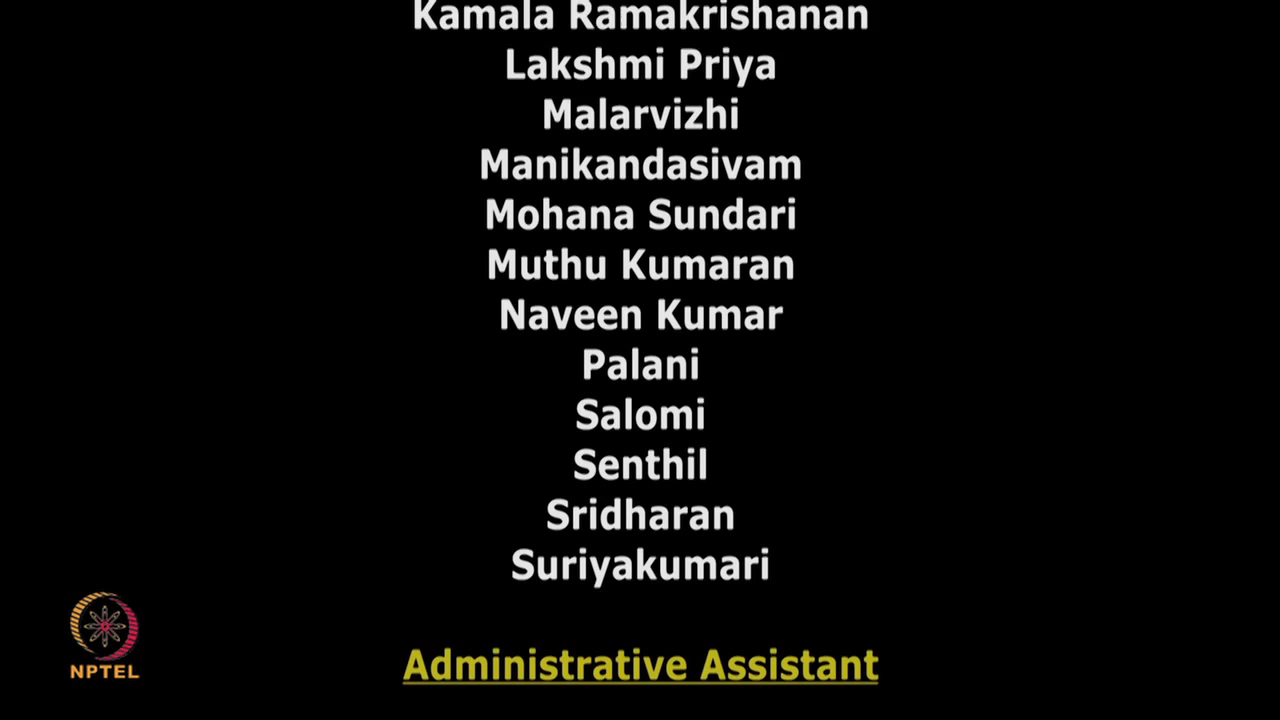 Kamala Ramakrishanan
Lakshmi Priya
Malarvizhi
Manikandasivam
Mohana Sundari
Muthu Kumaran
Naveen Kumar
Palani
Salomi
Senthil
Sridharan
Suriyakumari
NPTEL
Administrative Assistant